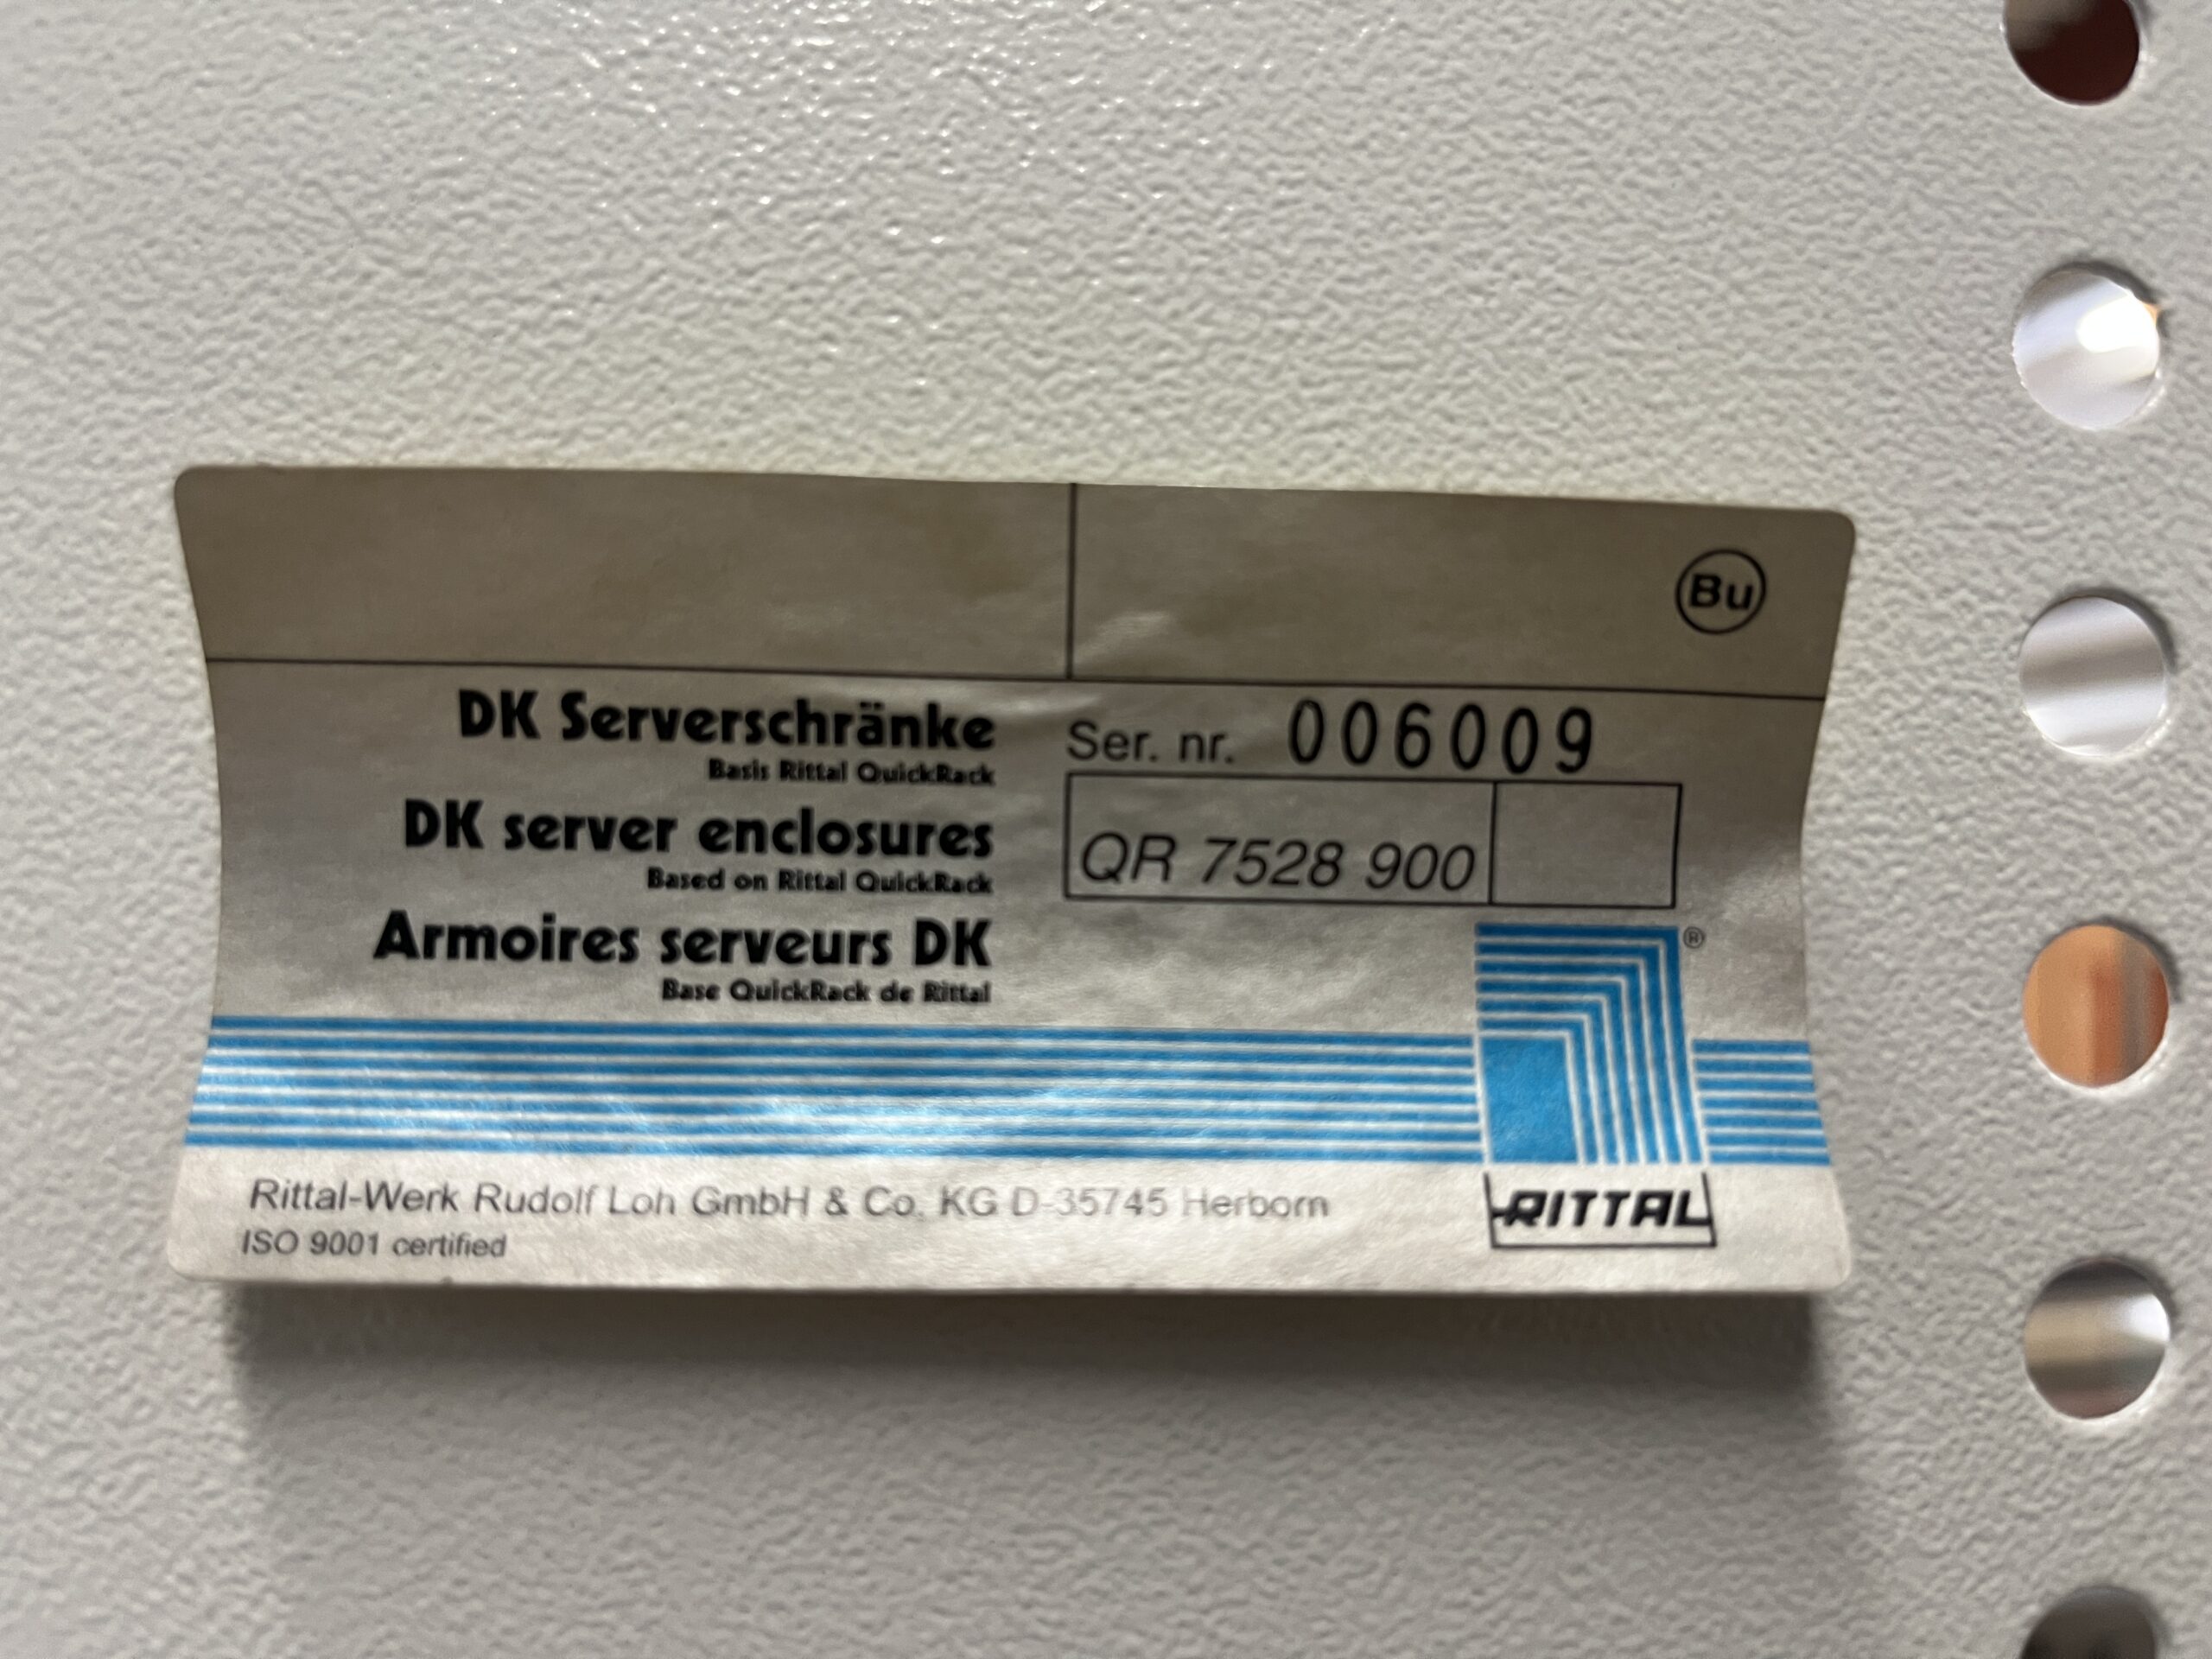 Bu
DK Serverschränke
Basis Rittal QuickRack
DK server enclosures
Based on Rittal QuickRack
Armoires serveurs DK
Base QuickRack de Rittal
Ser. nr. 006009
QR 7528 900
®
RITTAL
Rittal-Werk Rudolf Loh GmbH & Co. KG D-35745 Herborn
ISO 9001 certified